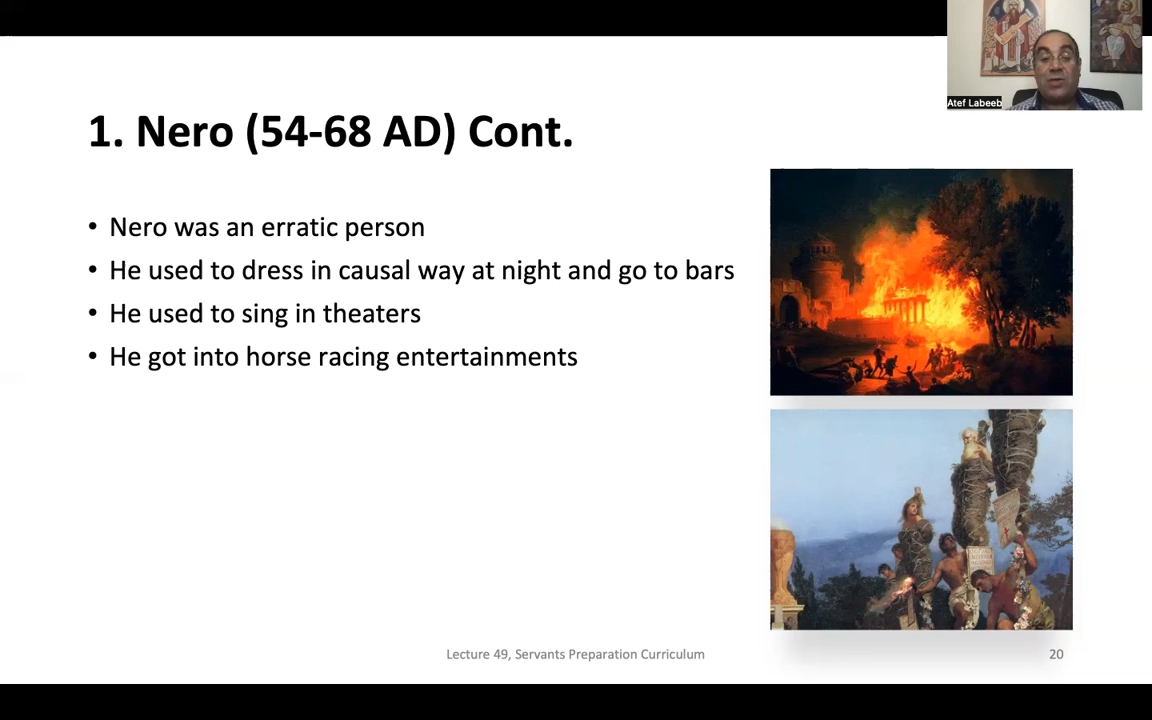 Atef Labeeb
1. Nero (54-68 AD) Cont.
• Nero was an erratic person
• He used to dress in causal way at night and go to bars
• He used to sing in theaters
• He got into horse racing entertainments
Lecture 49, Servants Preparation Curriculum
20